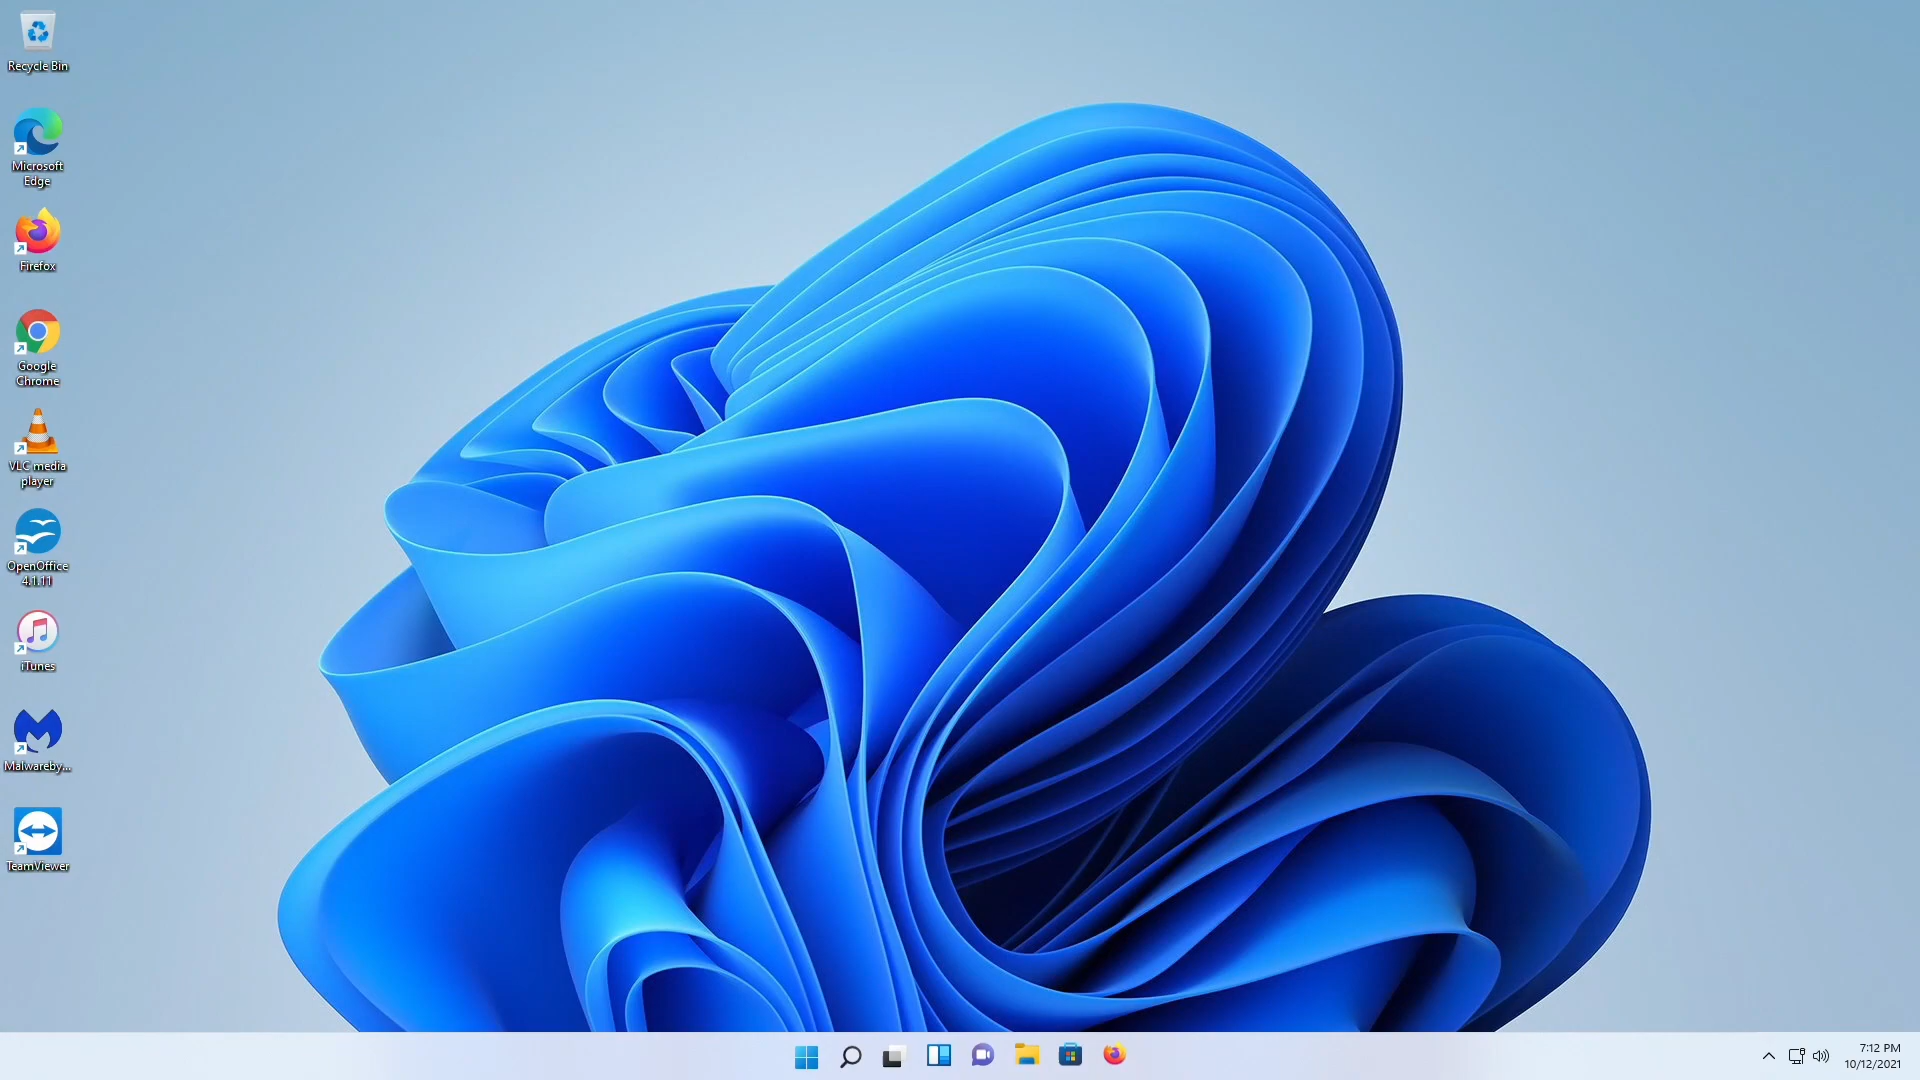 Recycle Bin
Microsoft
Edge
Firefox
Google
Chrome
VLC media
player
OpenOffice
4.1.11
iTunes
Malwareby...
TeamViewer
7:12 PM
10/12/2021